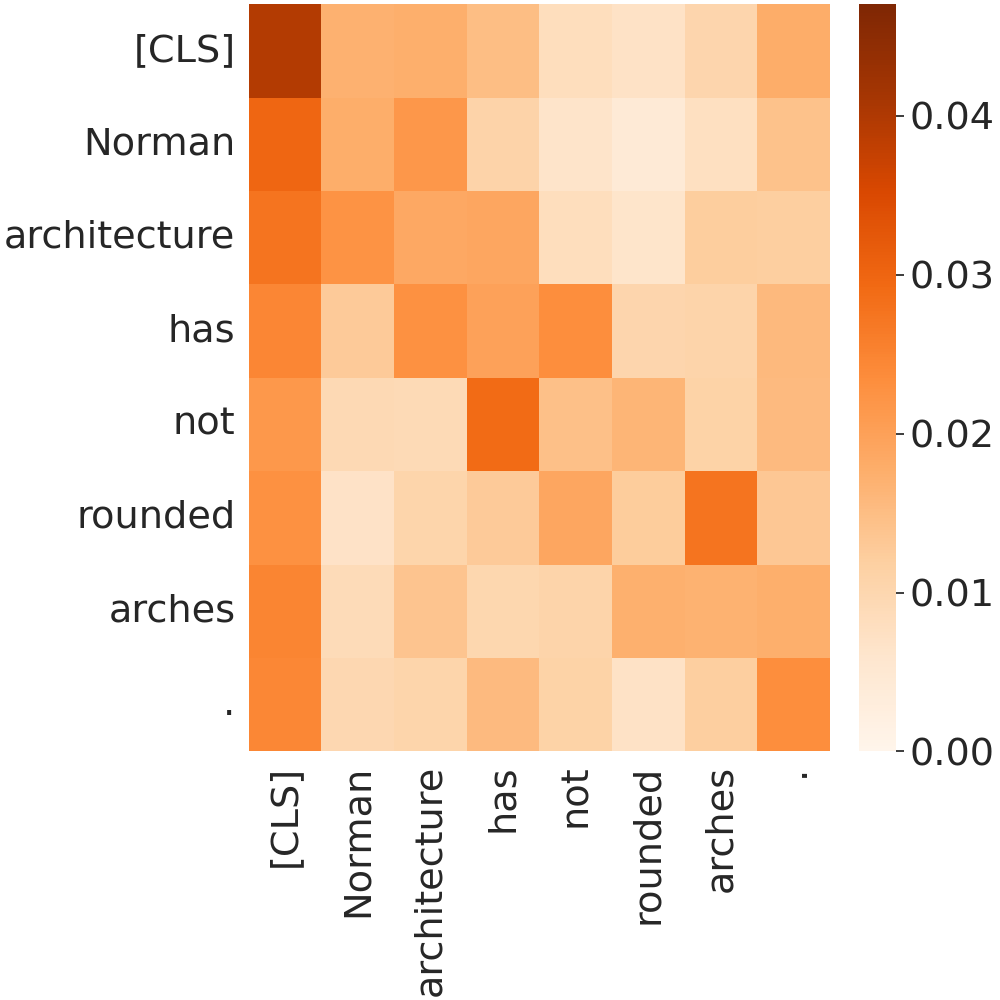 [CLS]
Norman
architecture
has
not
rounded
arches
.
[CLS]
Norman
architecture
has
not
rounded
arches
.
0.04
0.03
0.02
0.01
0.00